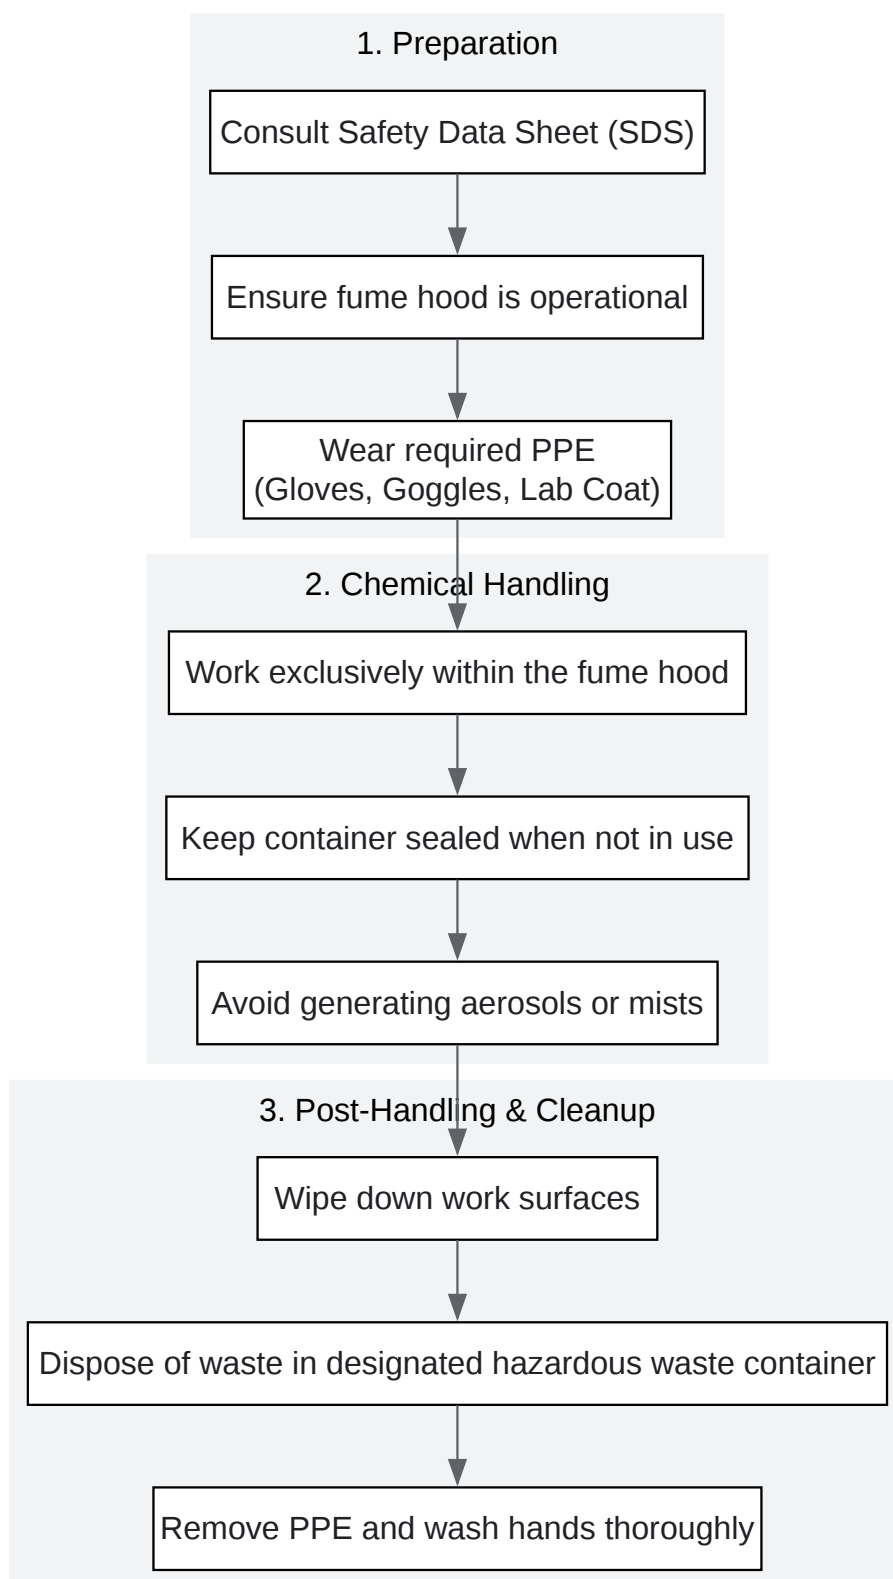 1. Preparation
Consult Safety Data Sheet (SDS)
Ensure fume hood is operational
Wear required PPE
(Gloves, Goggles, Lab Coat)
2. Chemical Handling
Work exclusively within the fume hood
Keep container sealed when not in use
Avoid generating aerosols or mists
3. Post-Handling & Cleanup
Wipe down work surfaces
Dispose of waste in designated hazardous waste container
Remove PPE and wash hands thoroughly